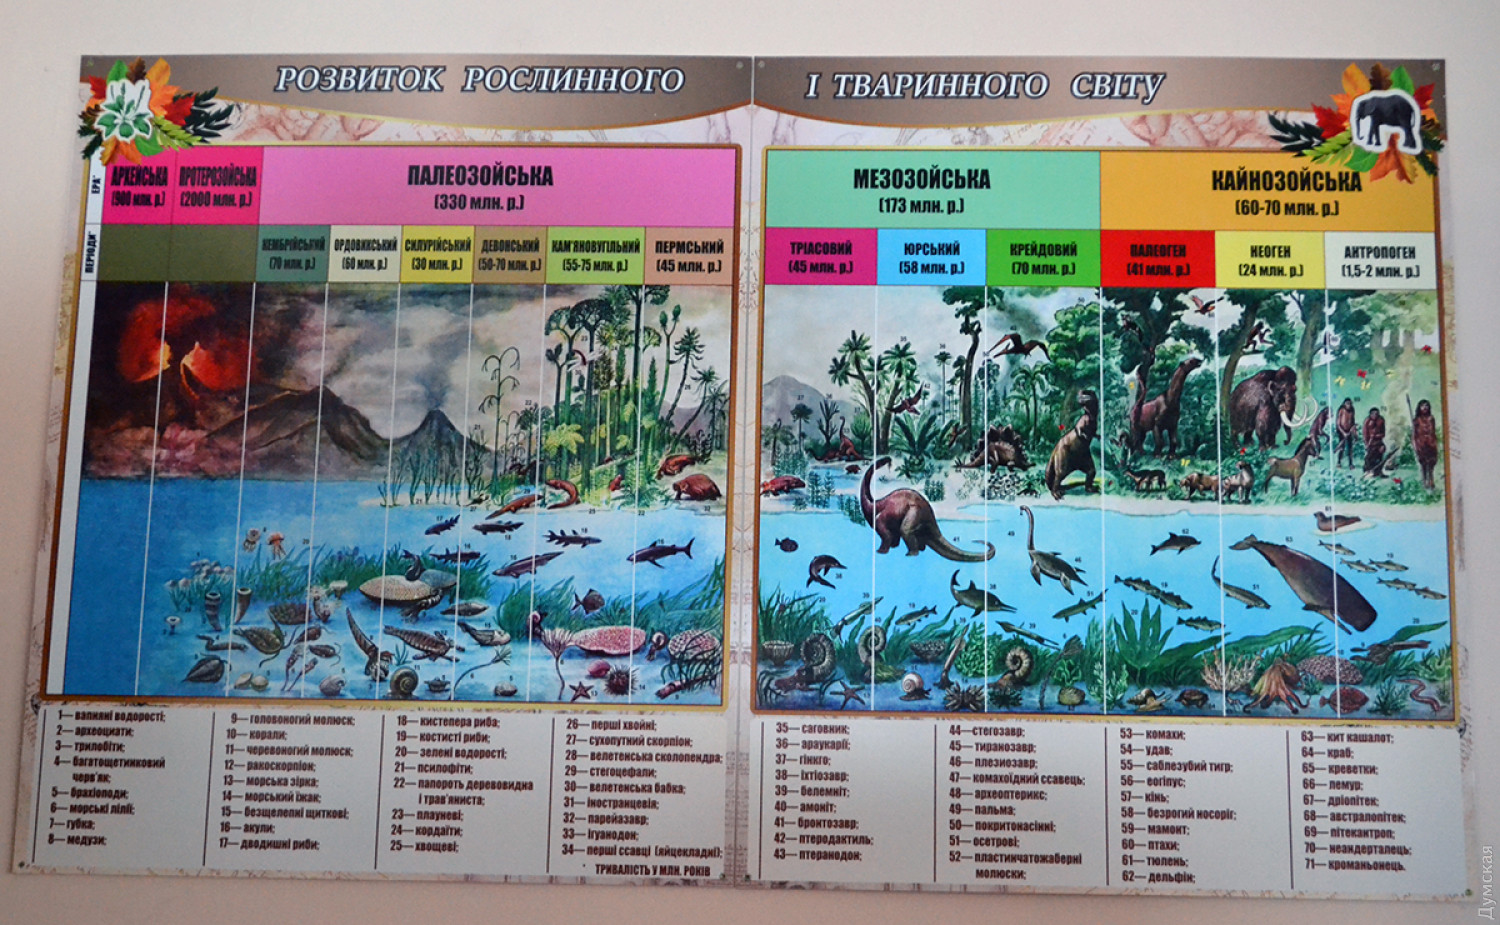 РОЗВИТОК РОСЛИННОГО
І ТВАРИННОГО СВІТУ
ЕРА
АРХЕЙСЬКА
(900 млн. р.)
ПРОТЕРОЗОЙСЬКА
(2000 млн. р.)
ПАЛЕОЗОЙСЬКА
(330 млн. р.)
МЕЗОЗОЙСЬКА
(173 млн. р.)
КАЙНОЗОЙСЬКА
(60-70 млн. р.)
ПЕРІОДИ
КЕМБРІЙСЬКИЙ
(70 млн. р.)
ОРДОВИКСЬКИЙ
(60 млн. р.)
СИЛУРІЙСЬКИЙ
(30 млн. р.)
ДЕВОНСЬКИЙ
(50-70 млн. р.)
КАМ'ЯНОВУГІЛЬНИЙ
(55-75 млн. р.)
ПЕРМСЬКИЙ
(45 млн. р.)
ТРІАСОВИЙ
(45 млн. р.)
ЮРСЬКИЙ
(58 млн. р.)
КРЕЙДОВИЙ
(70 млн. р.)
ПАЛЕОГЕН
(41 млн. р.)
НЕОГЕН
(24 млн. р.)
АНТРОПОГЕН
(1,5-2 млн. р.)
1— вапняні водорості;
2— археоциати;
3— трилобіти;
4— багатощетинковий
черв'як;
5— брахіоподи;
6— морські лілії;
7— губка;
8— медузи;
9— головоногий молюск;
10— корали;
11— черевоногий молюск;
12— ракоскорпіон;
13— морська зірка;
14— морський їжак;
15— безщелепні щиткові;
16— акули;
17— дводишні риби;
18— кистепера риба;
19— костисті риби;
20— зелені водорості;
21— псилофіти;
22— папороть деревовидна
і трав'яниста;
23— плауневі;
24— кордаїти;
25— хвощеві;
26— перші хвойні;
27— сухопутний скорпіон;
28— велетенська сколопендра;
29— стегоцефали;
30— велетенська бабка;
31— іностранцевія;
32— парейазавр;
33— ігуанодон;
34— перші ссавці (яйцекладні);
ТРИВАЛІСТЬ У МЛН. РОКІВ
35— саговник;
36— араукарії;
37— гінкго;
38— іхтіозавр;
39— белемніт;
40— амоніт;
41— бронтозавр;
42— птеродактиль;
43— птеранодон;
44— стегозавр;
45— тиранозавр;
46— плезиозавр;
47— комахоїдний ссавець;
48— археоптерикс;
49— пальма;
50— покритонасінні;
51— осетрові;
52— пластинчатожаберні
молюски;
53— комахи;
54— удав;
55— саблезубий тигр;
56— еогіпус;
57— кінь;
58— безрогий носоріг;
59— мамонт;
60— птахи;
61— тюлень;
62— дельфін;
63— кит кашалот;
64— краб;
65— креветки;
66— лемур;
67— дріопітек;
68— австралопітек;
69— пітекантроп;
70— неандерталець;
71— кроманьонець.
Думская